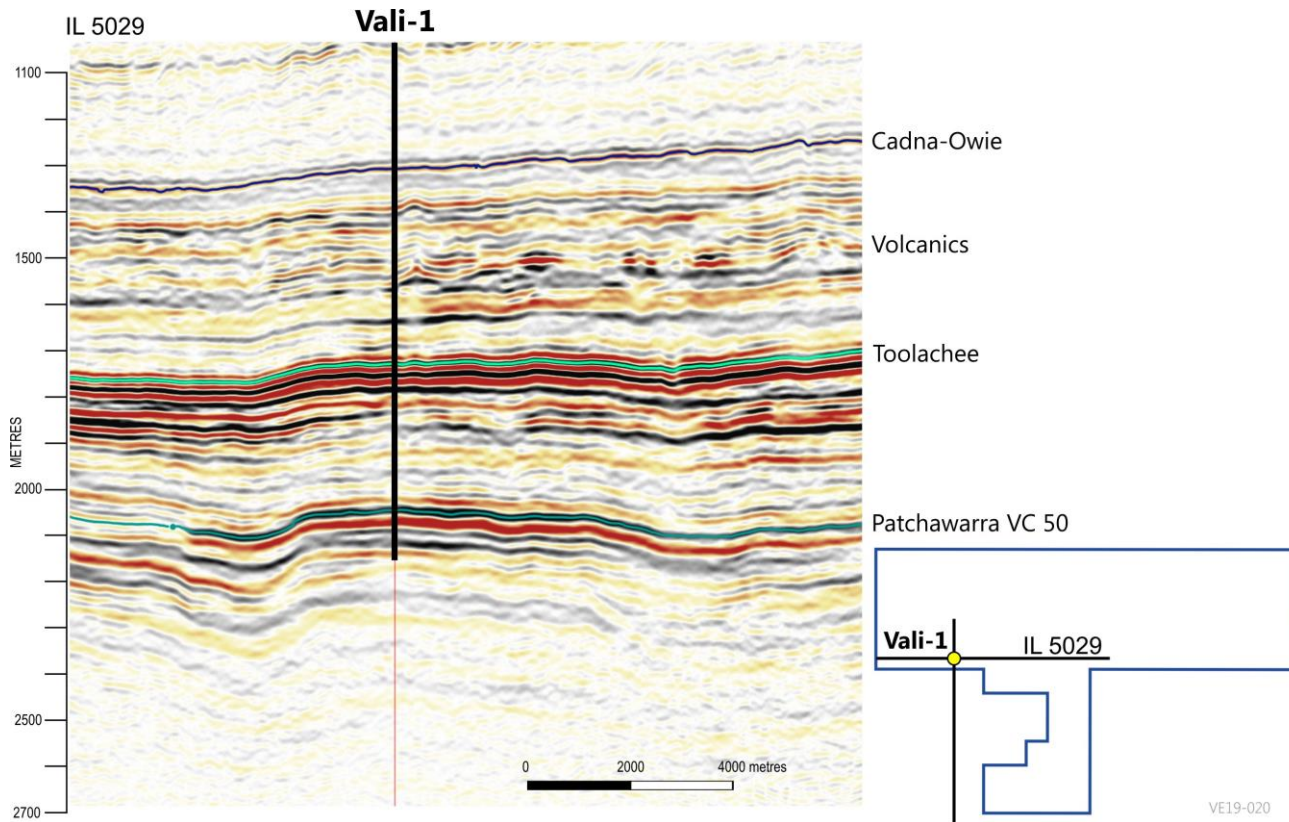 IL 5029
Vali-1
1100
Cadna-Owie
Volcanics
1500
Toolachee
METRES
2000
Patchawarra VC 50
Vali-1
IL 5029
2500
0 2000 4000 metres
2700
VE19-020